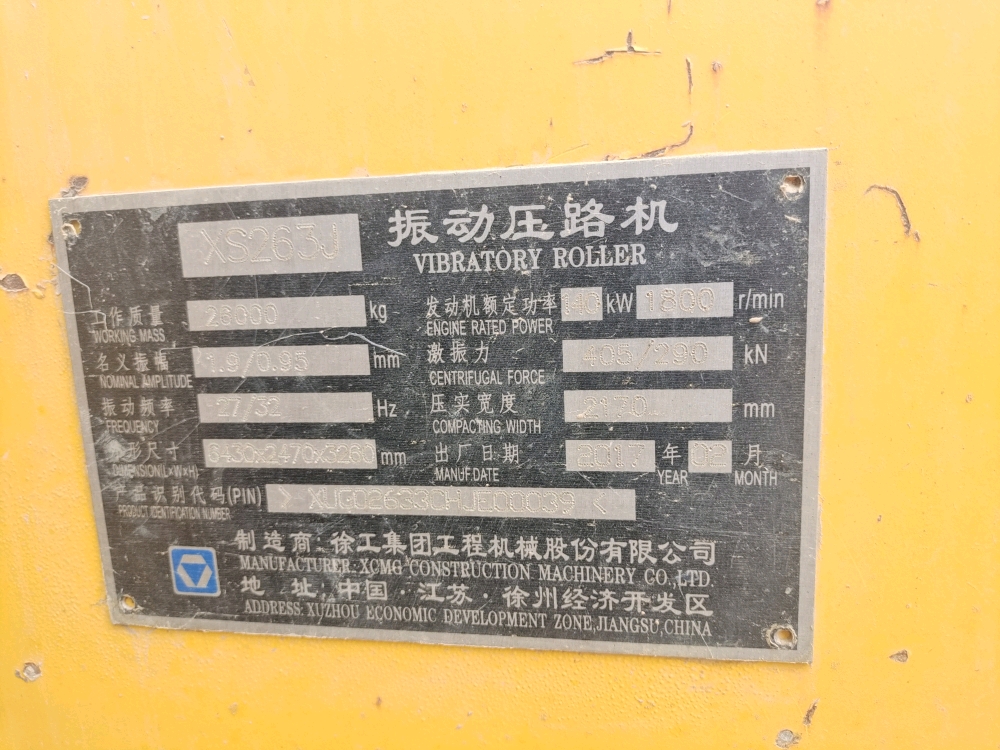 XS263J 振动压路机
VIBRATORY ROLLER
工作质量 26000 kg 发动机额定功率 140 kW 1800 r/min
WORKING MASS ENGINE RATED POWER
名义振幅 1.9/0.95 mm 激振力 405/290 kN
NOMINAL AMPLITUDE CENTRIFUGAL FORCE
振动频率 27/32 Hz 压实宽度 2170 mm
FREQUENCY COMPACTING WIDTH
外形尺寸 mm 出厂日期 2017 年 02 月
DIMENSION(L×W×H) MANUF.DATE YEAR MONTH
产品识别代码(PIN)
PRODUCT IDENTIFICATION NUMBER
制造商:徐工集团工程机械股份有限公司
MANUFACTURER:XCMG CONSTRUCTION MACHINERY CO.,LTD.
地 址:中国·江苏·徐州经济开发区
ADDRESS:XUZHOU ECONOMIC DEVELOPMENT ZONE,JIANGSU,CHINA